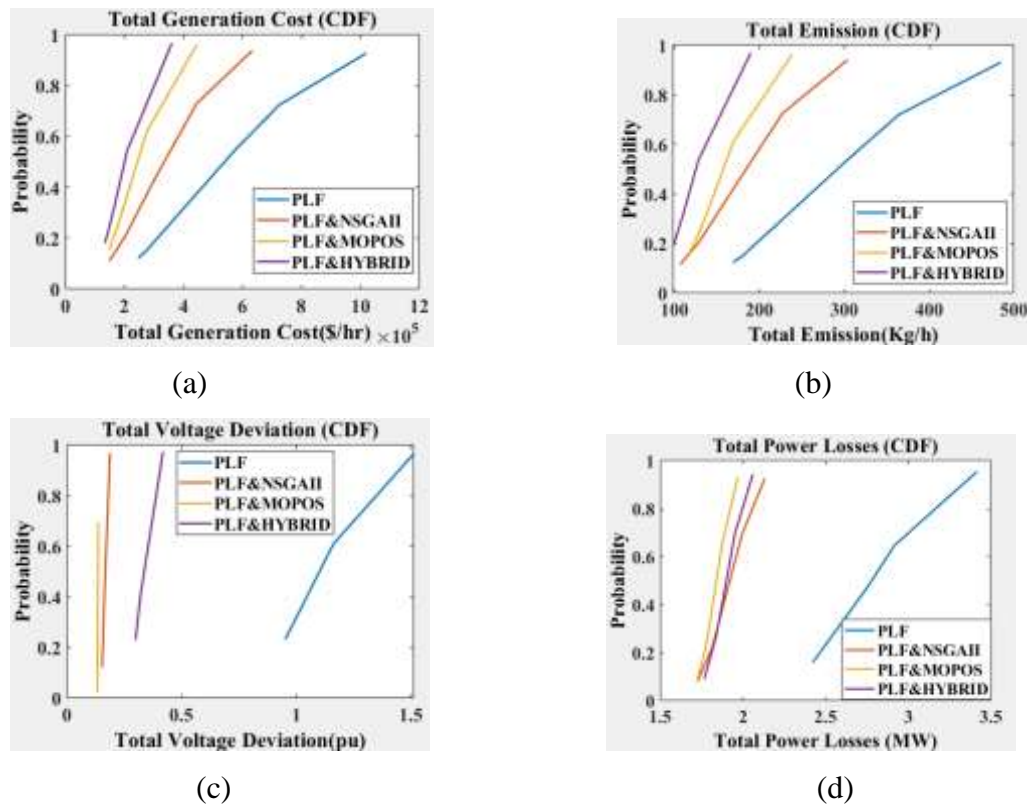 Total Generation Cost (CDF)
1
0.8
0.6
0.4
0.2
0
Probability
PLF
PLF&NSGAII
PLF&MOPOS
PLF&HYBRID
0 2 4 6 8 10 12
Total Generation Cost($/hr) ×10⁵
(a)
Total Emission (CDF)
1
0.8
0.6
0.4
0.2
0
Probability
PLF
PLF&NSGAII
PLF&MOPOS
PLF&HYBRID
100 200 300 400 500
Total Emission(Kg/h)
(b)
Total Voltage Deviation (CDF)
1
0.8
0.6
0.4
0.2
0
Probability
PLF
PLF&NSGAII
PLF&MOPOS
PLF&HYBRID
0 0.5 1 1.5
Total Voltage Deviation(pu)
(c)
Total Power Losses (CDF)
1
0.8
0.6
0.4
0.2
0
Probability
PLF
PLF&NSGAII
PLF&MOPOS
PLF&HYBRID
1.5 2 2.5 3 3.5
Total Power Losses (MW)
(d)